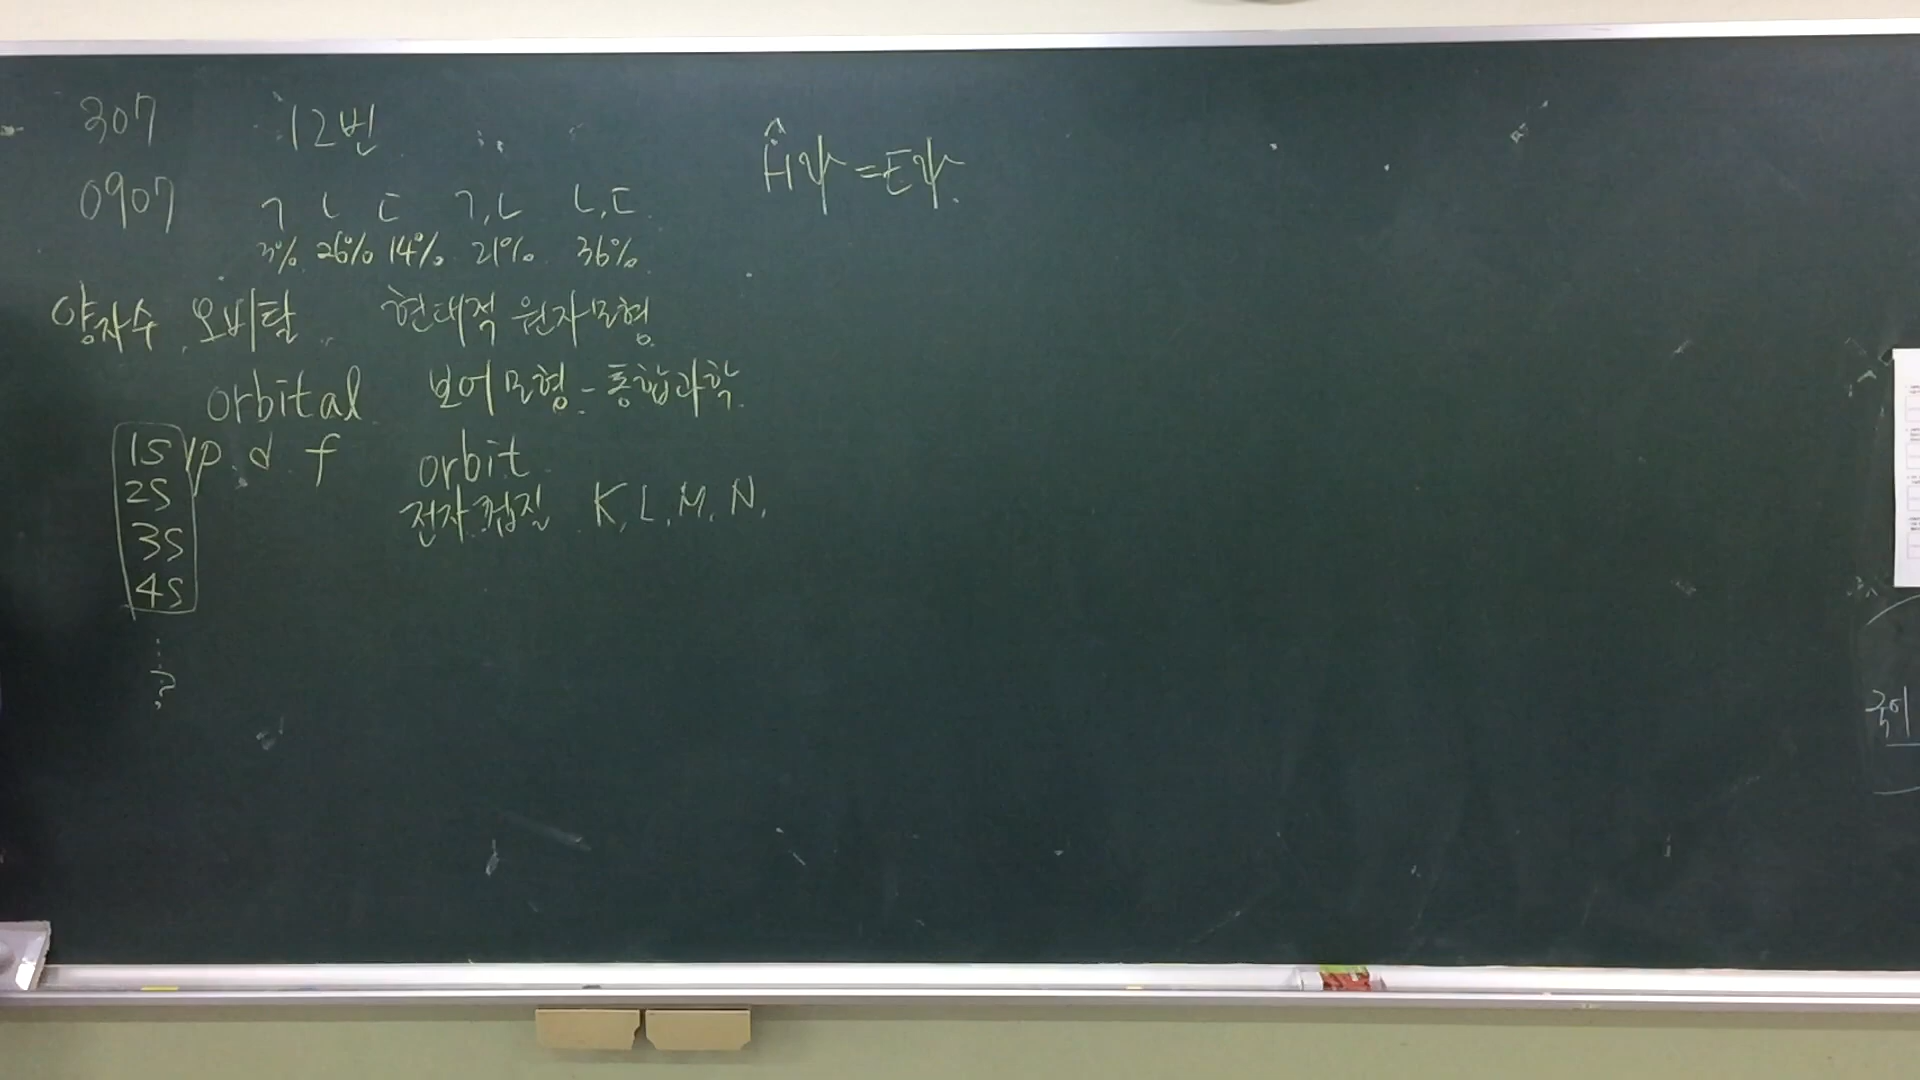 307 12번
0907 ㄱ ㄴ ㄷ ㄱ,ㄴ ㄴ,ㄷ
3% 26% 14% 21% 36%
ĤΨ=EΨ.
양자수 오비탈 현대적 원자모형
orbital 보어모형-통합과학
1s p d f orbit
2s 전자껍질 K, L, M, N,
3s
4s
⋮
?